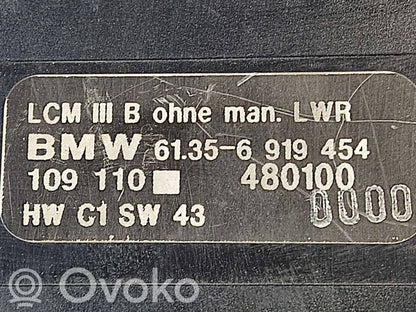 LCM III B ohne man. LWR
BMW 61.35-6 919 454
109 110 480100
HW C1 SW 43 0000
Ovoko